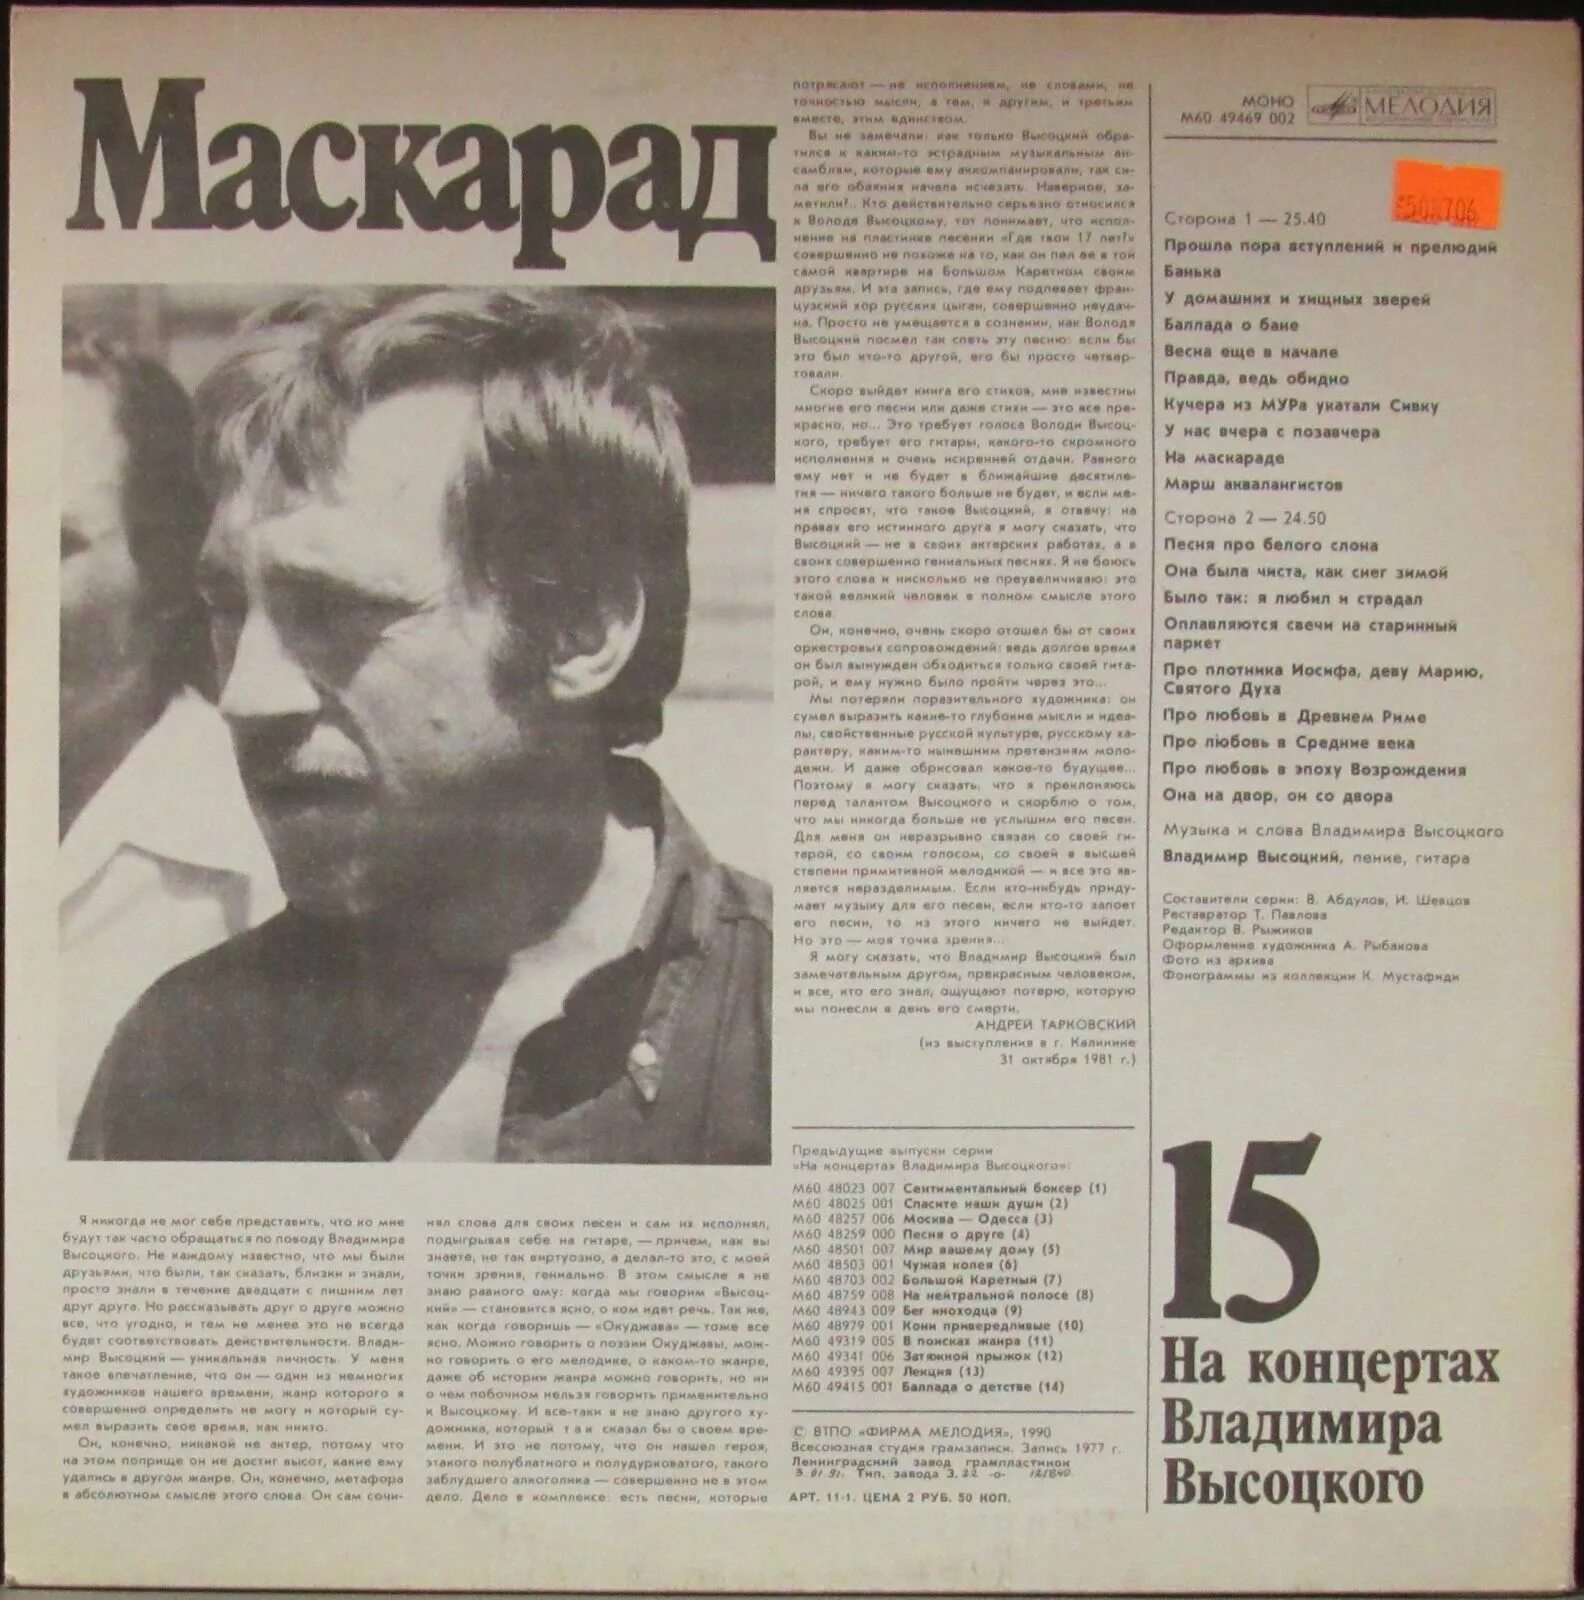 Маскарад
Я никогда не мог себе представить, что ко мне
будут так часто обращаться по поводу Владимира
Высоцкого. Не каждому известно, что мы были
друзьями, что были, так сказать, близки и знали,
просто знали в течение двадцати с лишним лет
друг друга. Но рассказывать друг о друге можно
все, что угодно, и тем не менее это не всегда
будет соответствовать действительности. Влади-
мир Высоцкий — уникальная личность. У меня
такое впечатление, что он — один из немногих
художников нашего времени, жанр которого я
совершенно определить не могу и который су-
мел выразить свое время, как никто.
Он, конечно, никакой не актер, потому что
на этом поприще он не достиг высот, какие ему
удались в другом жанре. Он, конечно, метафора
в абсолютном смысле этого слова. Он сам сочи-
нял слова для своих песен и сам их исполнял,
подыгрывая себе на гитаре, — причем, как вы
знаете, не так виртуозно, а делал-то это, с моей
точки зрения, гениально. В этом смысле я не
знаю равного ему: когда мы говорим «Высоц-
кий» — становится ясно, о ком идет речь. Так же,
как когда говоришь — «Окуджава» — тоже все
ясно. Можно говорить о поэзии Окуджавы, мож-
но говорить о его мелодике, о каком-то жанре,
даже об истории жанра можно говорить, но ни
о чем побочном нельзя говорить применительно
к Высоцкому. И все-таки я не знаю другого ху-
дожника, который так сказал бы о своем вре-
мени. И это не потому, что он нашел героя,
этакого полублатного и полудурковатого, такого
заблудшего алкоголика — совершенно не в этом
дело. Дело в комплексе: есть песни, которые
потрясают — не исполнением, не словами, не
точностью мысли, а тем, и другим, и третьим
вместе, этим единством.
Вы не замечали: как только Высоцкий обра-
тился к каким-то эстрадным музыкальным ан-
самблям, которые ему аккомпанировали, так си-
ла его обаяния начала исчезать. Наверное, за-
метили?.. Кто действительно серьезно относился
к Володе Высоцкому, тот понимает, что испол-
нение на пластинке песенки «Где твои 17 лет?»
совершенно не похоже на то, как он пел ее в той
самой квартире на Большом Каретном своим
друзьям. И эта запись, где ему подпевает фран-
цузский хор русских цыган, совершенно неудач-
на. Просто не умещается в сознании, как Володя
Высоцкий посмел так спеть эту песню: если бы
это был кто-то другой, его бы просто четвер-
товали.
Скоро выйдет книга его стихов, мне известны
многие его песни или даже стихи — это все пре-
красно, но... Это требует голоса Володи Высоц-
кого, требует его гитары, какого-то скромного
исполнения и очень искренней отдачи. Равного
ему нет и не будет в ближайшие десятиле-
тия — ничего такого больше не будет, и если ме-
ня спросят, что такое Высоцкий, я отвечу: на
правах его истинного друга я могу сказать, что
Высоцкий — не в своих актерских работах, а в
своих совершенно гениальных песнях. Я не боюсь
этого слова и нисколько не преувеличиваю: это
такой великий человек в полном смысле этого
слова.
Он, конечно, очень скоро отошел бы от своих
оркестровых сопровождений: ведь долгое время
он был вынужден обходиться только своей гита-
рой, и ему нужно было пройти через это...
Мы потеряли поразительного художника: он
сумел выразить какие-то глубокие мысли и идеа-
лы, свойственные русской культуре, русскому ха-
рактеру, каким-то нынешним претензиям моло-
дежи. И даже обрисовал какое-то будущее...
Поэтому я могу сказать, что я преклоняюсь
перед талантом Высоцкого и скорблю о том,
что мы никогда больше не услышим его песен.
Для меня он неразрывно связан со своей ги-
тарой, со своим голосом, со своей в высшей
степени примитивной мелодикой — и все это яв-
ляется неразделимым. Если кто-нибудь приду-
мает музыку для его песен, если кто-то запоет
его песни, то из этого ничего не выйдет.
Но это — моя точка зрения...
Я могу сказать, что Владимир Высоцкий был
замечательным другом, прекрасным человеком,
и все, кто его знал, ощущают потерю, которую
мы понесли в день его смерти.
АНДРЕЙ ТАРКОВСКИЙ
(из выступления в г. Калинине
31 октября 1981 г.)
Предыдущие выпуски серии
«На концертах Владимира Высоцкого»:
М60 48023 007 Сентиментальный боксер (1)
М60 48025 001 Спасите наши души (2)
М60 48257 006 Москва — Одесса (3)
М60 48259 000 Песня о друге (4)
М60 48501 007 Мир вашему дому (5)
М60 48503 001 Чужая колея (6)
М60 48703 002 Большой Каретный (7)
М60 48759 008 На нейтральной полосе (8)
М60 48943 009 Бег иноходца (9)
М60 48979 001 Кони привередливые (10)
М60 49319 005 В поисках жанра (11)
М60 49341 006 Затяжной прыжок (12)
М60 49395 007 Лекция (13)
М60 49415 001 Баллада о детстве (14)
© ВТПО «ФИРМА МЕЛОДИЯ», 1990
Всесоюзная студия грамзаписи. Запись 1977 г.
Ленинградский завод грампластинок
Тип. завода З.
АРТ. 11-1. ЦЕНА 2 РУБ. 50 КОП.
МОНО
М60 49469 002
МЕЛОДИЯ
Сторона 1 — 25.40
Прошла пора вступлений и прелюдий
Банька
У домашних и хищных зверей
Баллада о бане
Весна еще в начале
Правда, ведь обидно
Кучера из МУРа укатали Сивку
У нас вчера с позавчера
На маскараде
Марш аквалангистов
Сторона 2 — 24.50
Песня про белого слона
Она была чиста, как снег зимой
Было так: я любил и страдал
Оплавляются свечи на старинный
паркет
Про плотника Иосифа, деву Марию,
Святого Духа
Про любовь в Древнем Риме
Про любовь в Средние века
Про любовь в эпоху Возрождения
Она на двор, он со двора
Музыка и слова Владимира Высоцкого
Владимир Высоцкий, пение, гитара
Составители серии: В. Абдулов, И. Шевцов
Реставратор Т. Павлова
Редактор В. Рыжиков
Оформление художника А. Рыбакова
Фото из архива
Фонограммы из коллекции К. Мустафиди
15
На концертах
Владимира
Высоцкого